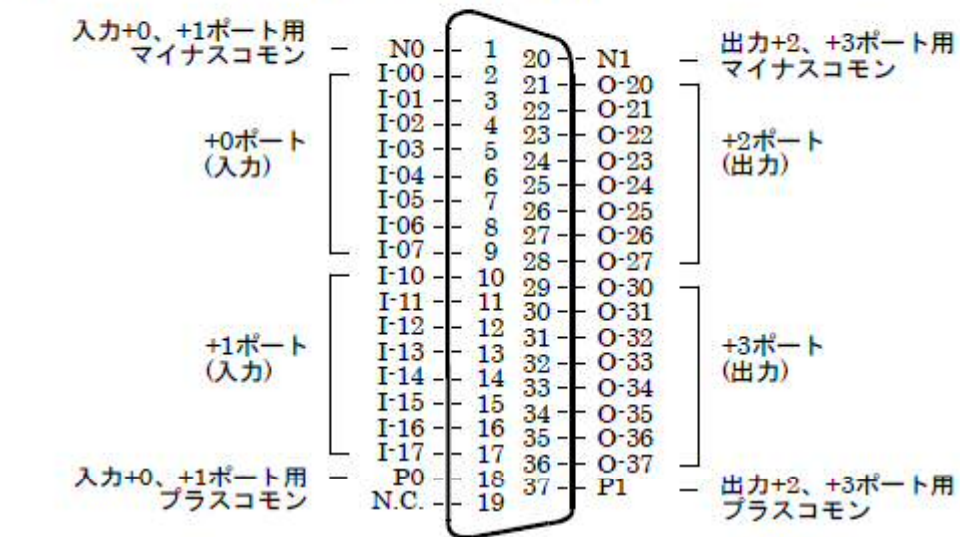 入力+0、+1ポート用
マイナスコモン
+0ポート
(入力)
+1ポート
(入力)
入力+0、+1ポート用
プラスコモン
N0 1
I-00 2
I-01 3
I-02 4
I-03 5
I-04 6
I-05 7
I-06 8
I-07 9
I-10 10
I-11 11
I-12 12
I-13 13
I-14 14
I-15 15
I-16 16
I-17 17
P0 18
N.C. 19
20 N1
21 O-20
22 O-21
23 O-22
24 O-23
25 O-24
26 O-25
27 O-26
28 O-27
29 O-30
30 O-31
31 O-32
32 O-33
33 O-34
34 O-35
35 O-36
36 O-37
37 P1
出力+2、+3ポート用
マイナスコモン
+2ポート
(出力)
+3ポート
(出力)
出力+2、+3ポート用
プラスコモン